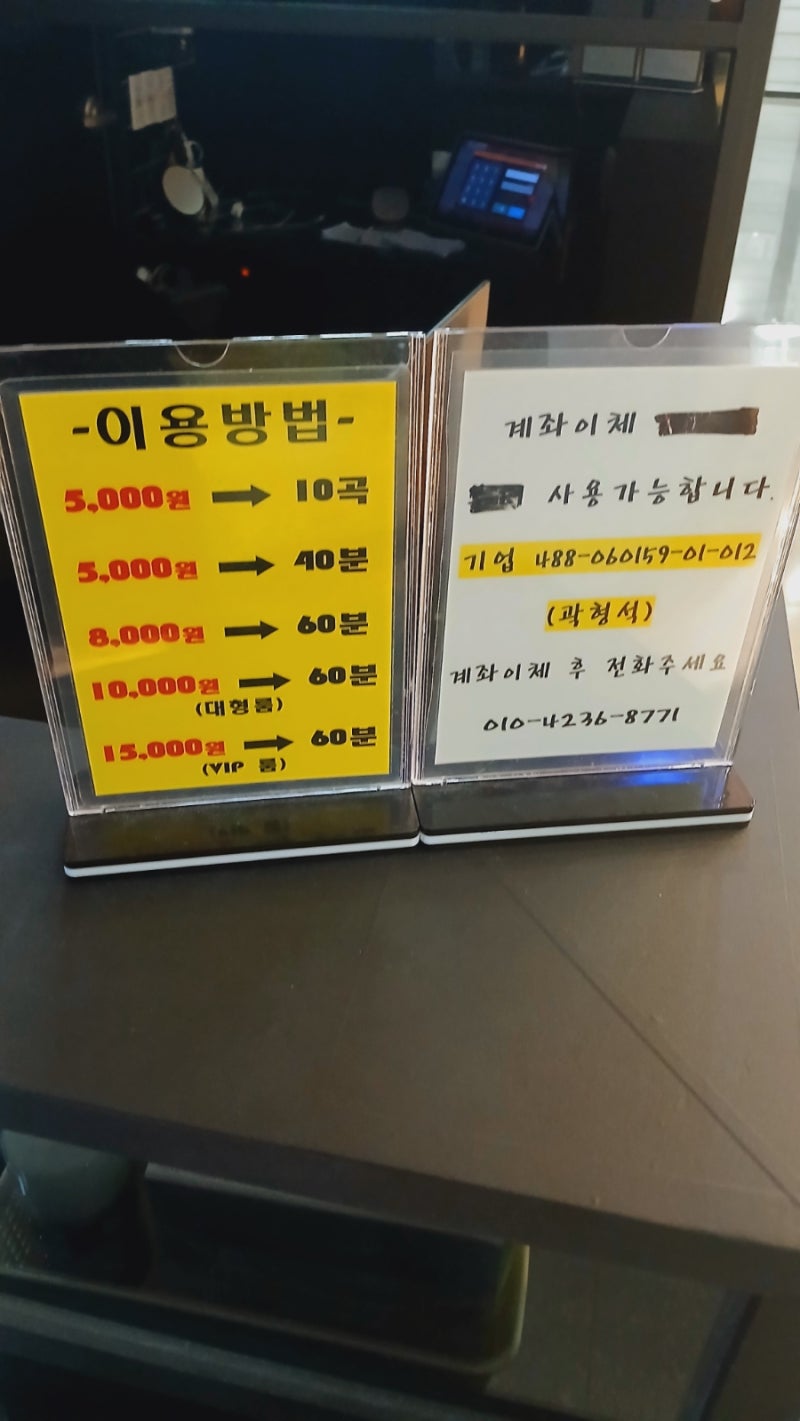 -이용방법-
5,000원 → 10곡
5,000원 → 40분
8,000원 → 60분
10,000원 → 60분
(대형룸)
15,000원 → 60분
(VIP 룸)
계좌이체
사용가능합니다.
기업 488-060159-01-012
(곽형석)
계좌이체 후 전화주세요
010-4236-8771